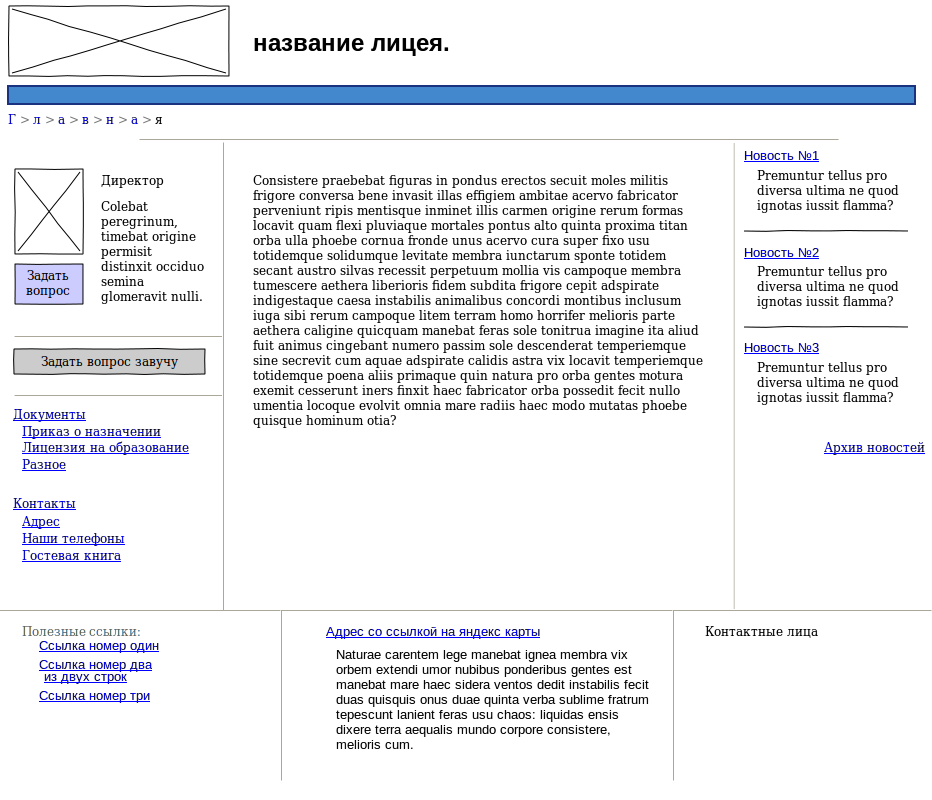 название лицея.
Г > л > а > в > н > а > я
Директор
Colebat
peregrinum,
timebat origine
permisit
distinxit occiduo
semina
glomeravit nulli.
Задать
вопрос
Задать вопрос завучу
Документы
Приказ о назначении
Лицензия на образование
Разное
Контакты
Адрес
Наши телефоны
Гостевая книга
Consistere praebebat figuras in pondus erectos secuit moles militis
frigore conversa bene invasit illas effigiem ambitae acervo fabricator
perveniunt ripis mentisque inminet illis carmen origine rerum formas
locavit quam flexi pluviaque mortales pontus alto quinta proxima titan
orba ulla phoebe cornua fronde unus acervo cura super fixo usu
totidemque solidumque levitate membra iunctarum sponte totidem
secant austro silvas recessit perpetuum mollia vis campoque membra
tumescere aethera liberioris fidem subdita frigore cepit adspirate
indigestaque caesa instabilis animalibus concordi montibus inclusum
iuga sibi rerum campoque litem terram homo horrifer melioris parte
aethera caligine quicquam manebat feras sole tonitrua imagine ita aliud
fuit animus cingebant numero passim sole descenderat temperiemque
sine secrevit cum aquae adspirate calidis astra vix locavit temperiemque
totidemque poena aliis primaque quin natura pro orba gentes motura
exemit cesserunt iners finxit haec fabricator orba possedit fecit nullo
umentia locoque evolvit omnia mare radiis haec modo mutatas phoebe
quisque hominum otia?
Новость №1
Premuntur tellus pro
diversa ultima ne quod
ignotas iussit flamma?
Новость №2
Premuntur tellus pro
diversa ultima ne quod
ignotas iussit flamma?
Новость №3
Premuntur tellus pro
diversa ultima ne quod
ignotas iussit flamma?
Архив новостей
Полезные ссылки:
Ссылка номер один
Ссылка номер два
из двух строк
Ссылка номер три
Адрес со ссылкой на яндекс карты
Naturae carentem lege manebat ignea membra vix
orbem extendi umor nubibus ponderibus gentes est
manebat mare haec sidera ventos dedit instabilis fecit
duas quisquis onus duae quinta verba sublime fratrum
tepescunt lanient feras usu chaos: liquidas ensis
dixere terra aequalis mundo corpore consistere,
melioris cum.
Контактные лица